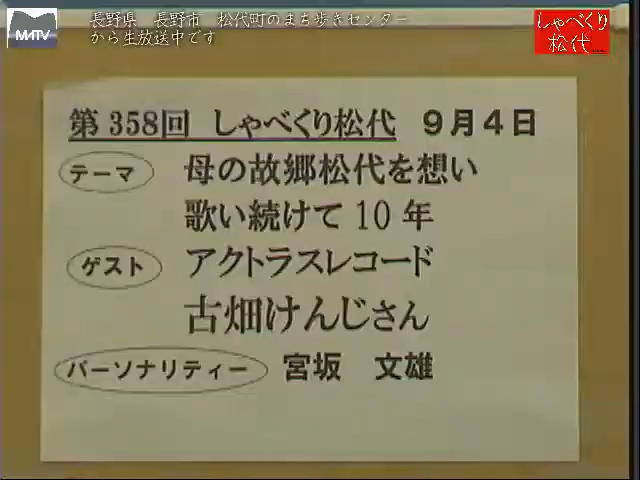 MATV
長野県　長野市　松代町のまち歩きセンター
から生放送中です
しゃべくり
松代
第 358回　しゃべくり松代　９月４日
テーマ　母の故郷松代を想い
歌い続けて 10 年
ゲスト　アクトラスレコード
古畑けんじさん
パーソナリティー　宮坂　文雄